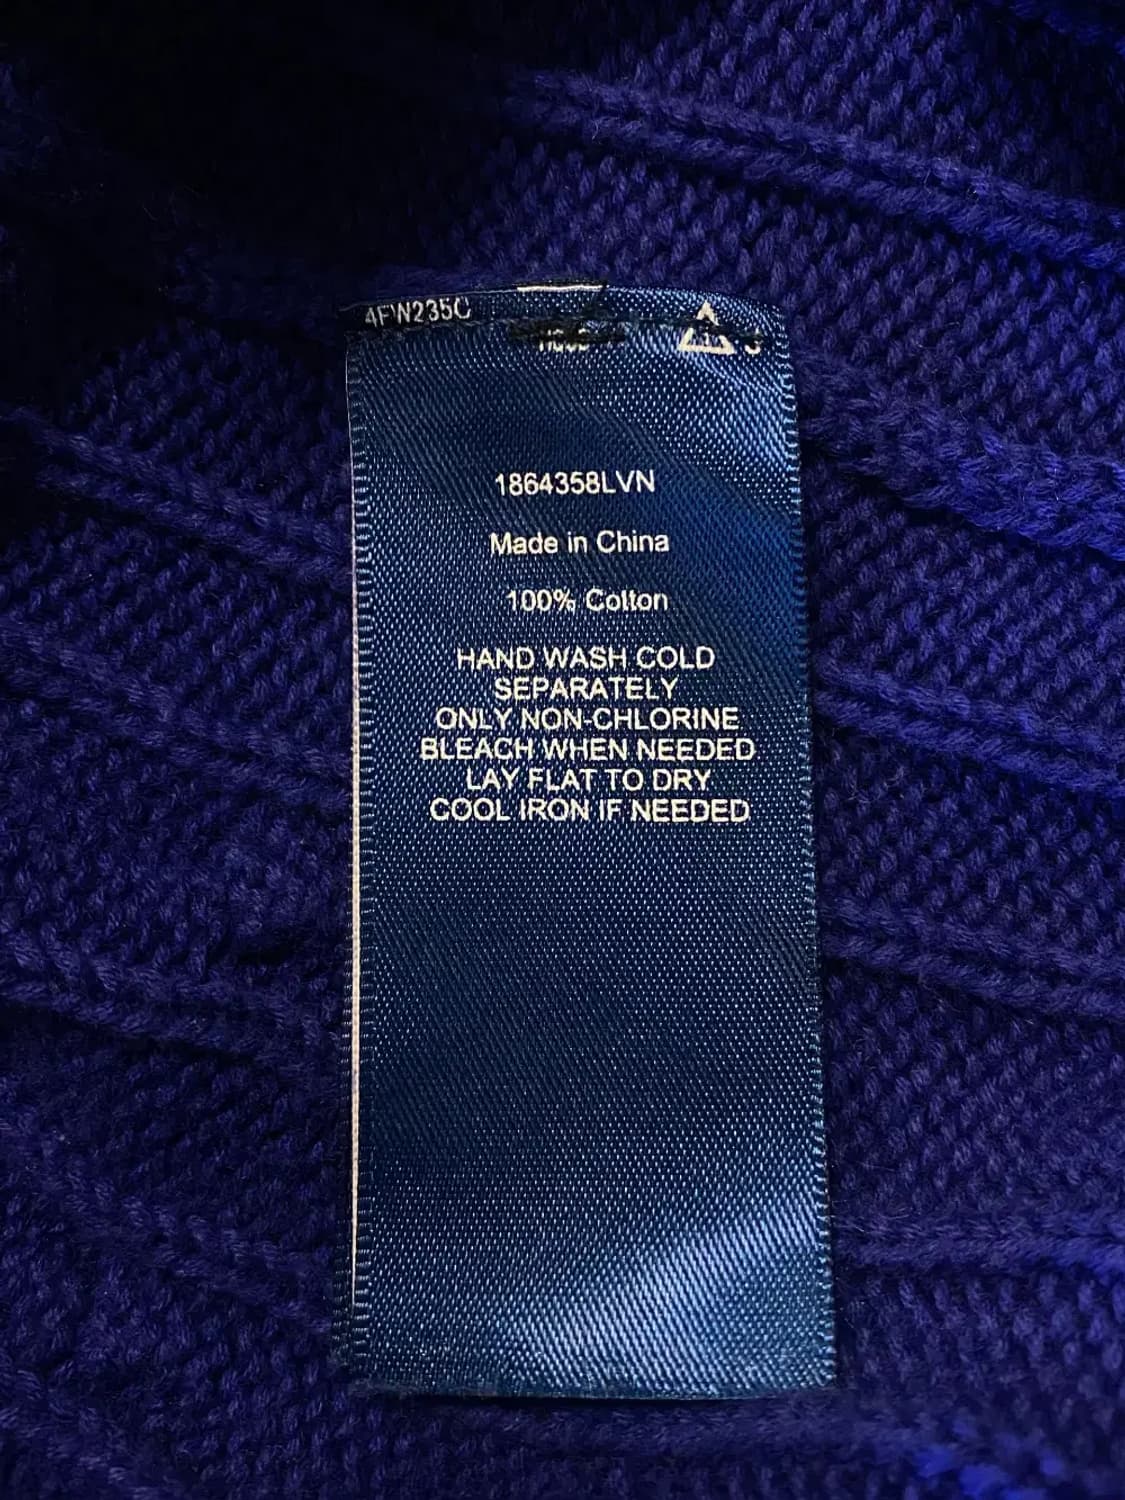 4FW235C
1864358LVN
Made in China
100% Cotton
HAND WASH COLD
SEPARATELY
ONLY NON-CHLORINE
BLEACH WHEN NEEDED
LAY FLAT TO DRY
COOL IRON IF NEEDED